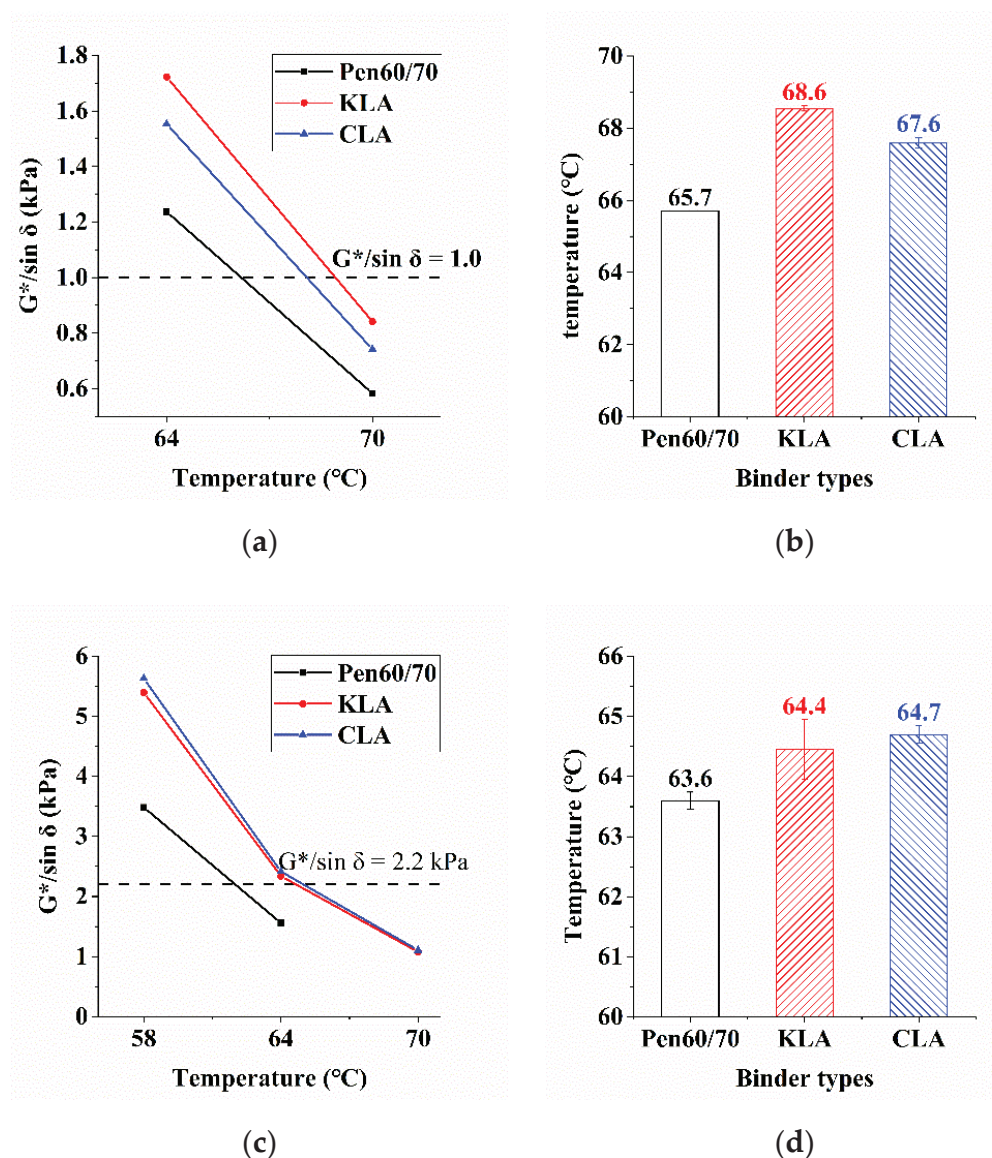 1.8
1.6
1.4
1.2
1.0
0.8
0.6
G*/sin δ (kPa)
Pen60/70
KLA
CLA
G*/sin δ = 1.0
64
70
Temperature (°C)
(a)
70
68
66
64
62
60
temperature (°C)
65.7
68.6
67.6
Pen60/70
KLA
CLA
Binder types
(b)
6
5
4
3
2
1
0
G*/sin δ (kPa)
Pen60/70
KLA
CLA
G*/sin δ = 2.2 kPa
58
64
70
Temperature (°C)
(c)
66
65
64
63
62
61
60
Temperature (°C)
63.6
64.4
64.7
Pen60/70
KLA
CLA
Binder types
(d)